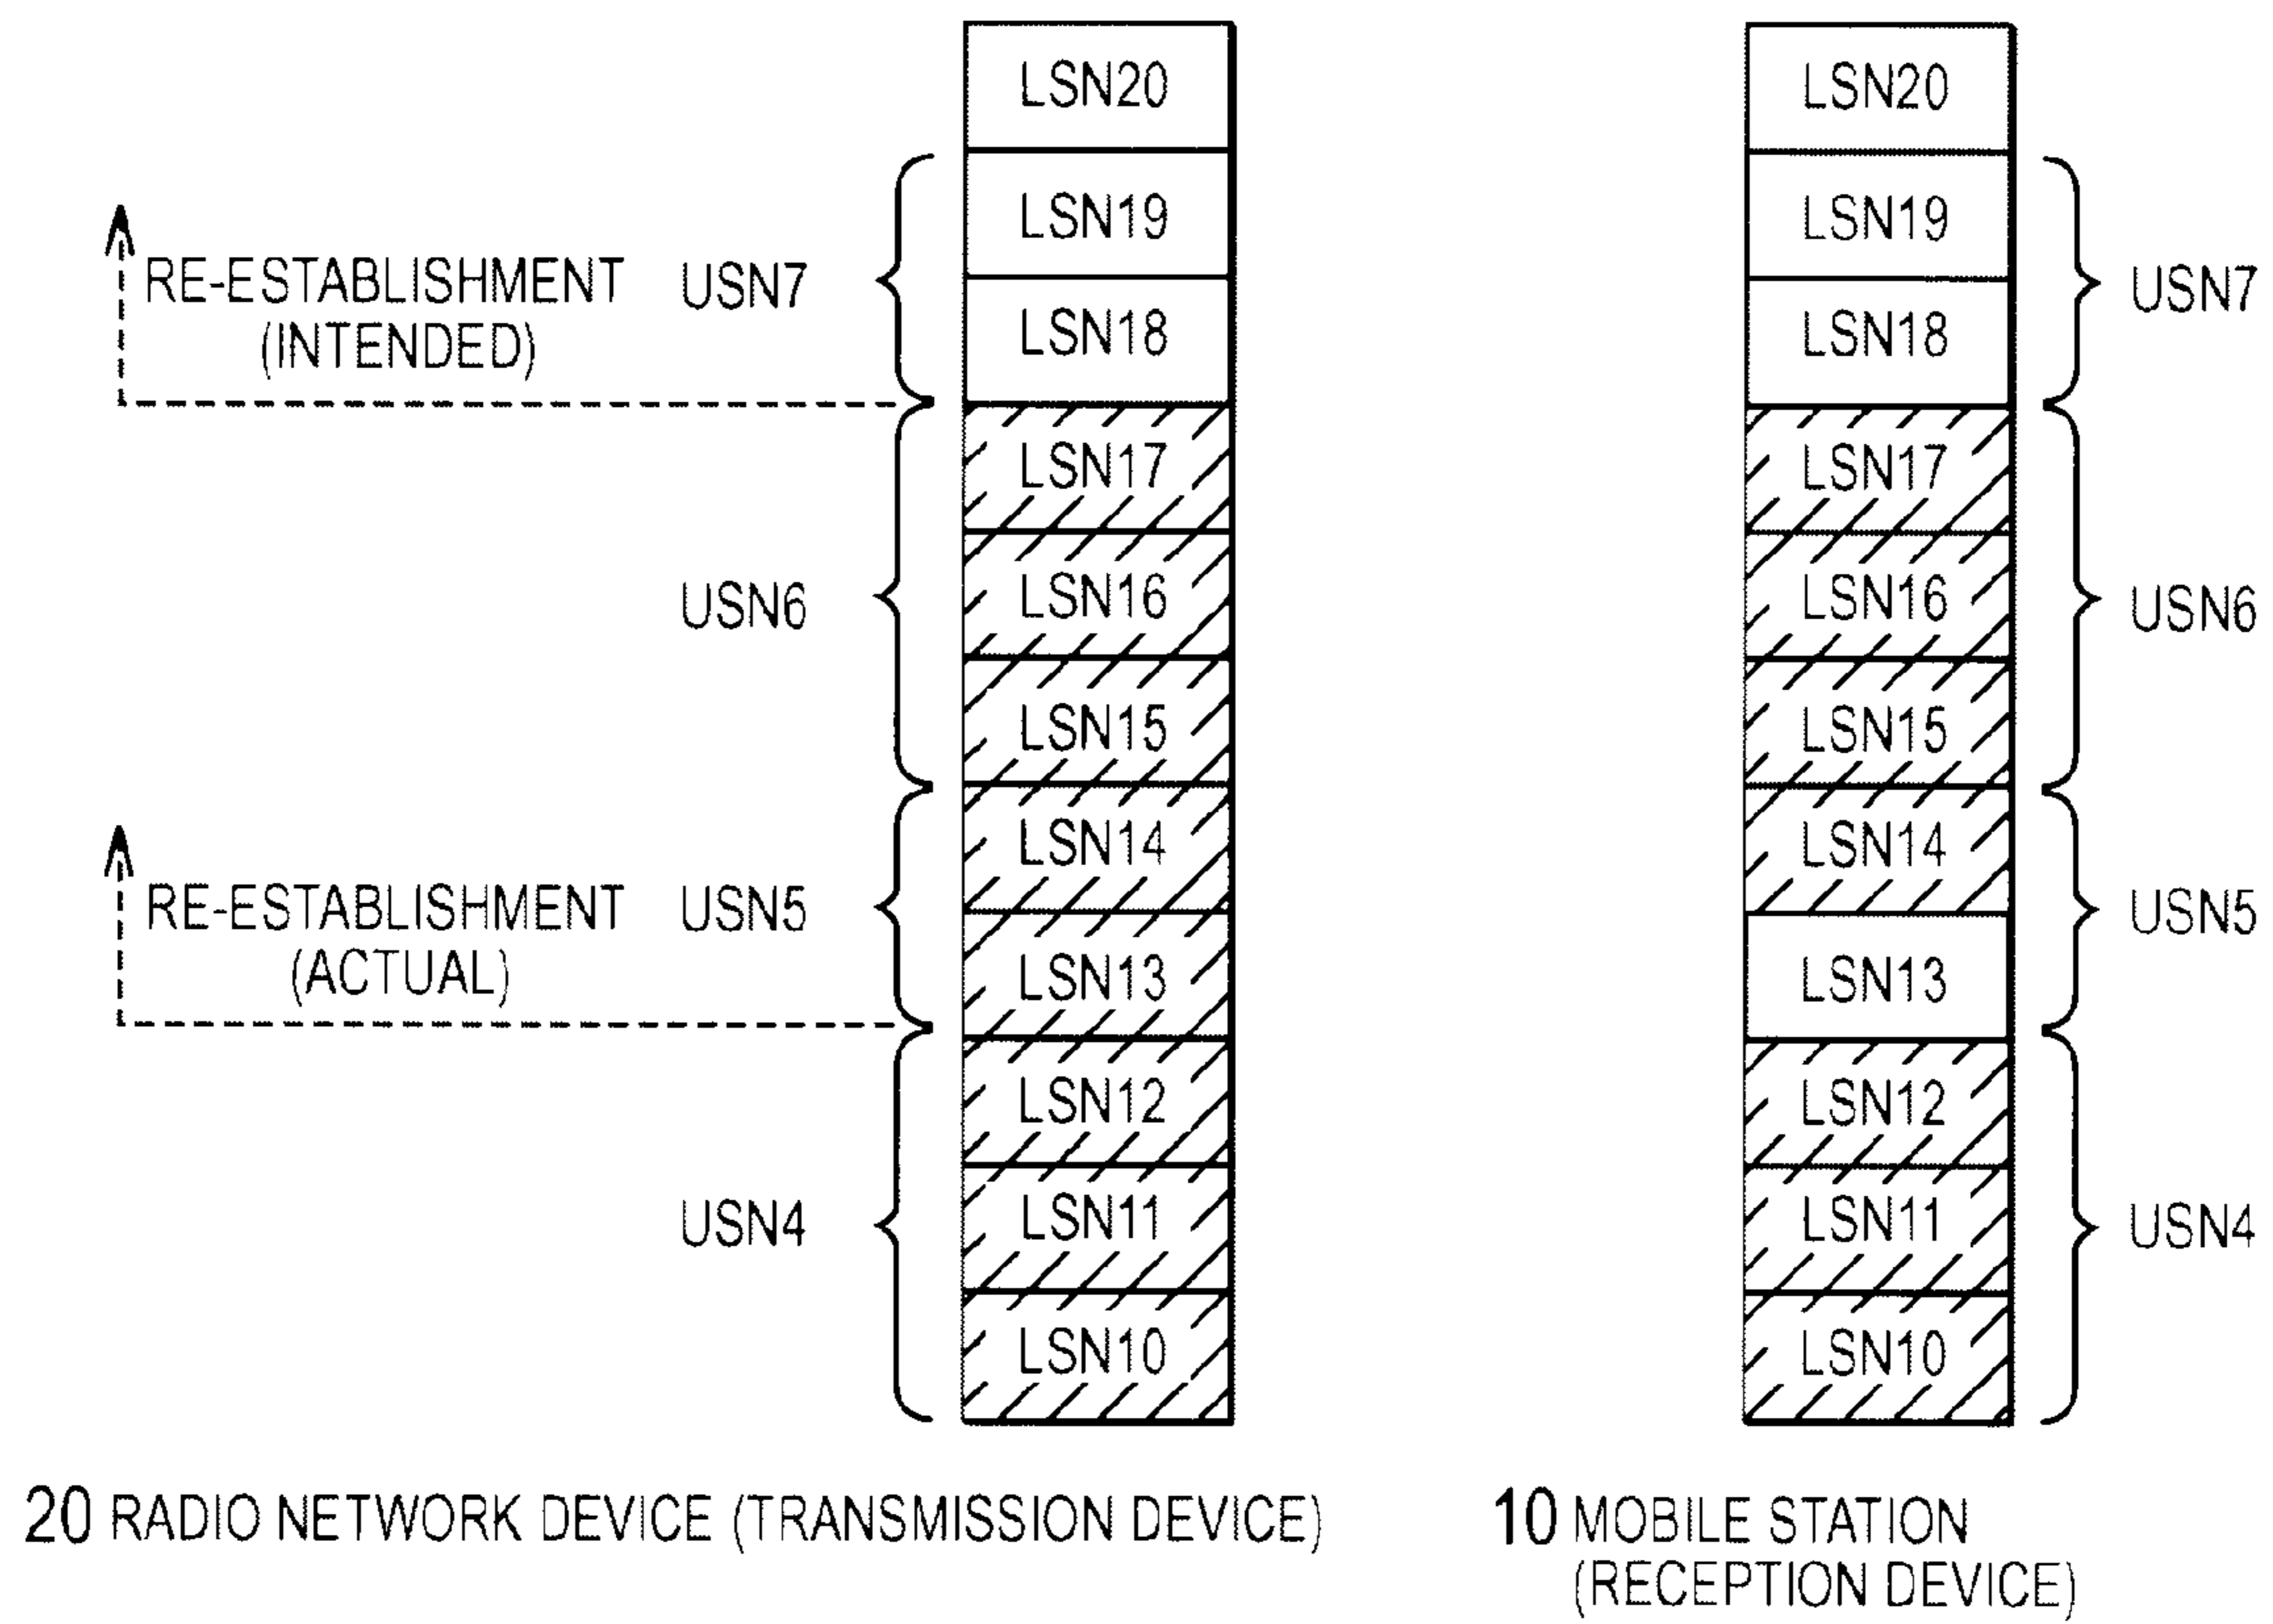 LSN20
LSN19
LSN18
LSN17
LSN16
LSN15
LSN14
LSN13
LSN12
LSN11
LSN10
RE-ESTABLISHMENT
(INTENDED)
USN7
USN6
RE-ESTABLISHMENT
(ACTUAL)
USN5
USN4
20 RADIO NETWORK DEVICE (TRANSMISSION DEVICE)
LSN20
LSN19
LSN18
LSN17
LSN16
LSN15
LSN14
LSN13
LSN12
LSN11
LSN10
USN7
USN6
USN5
USN4
10 MOBILE STATION
(RECEPTION DEVICE)